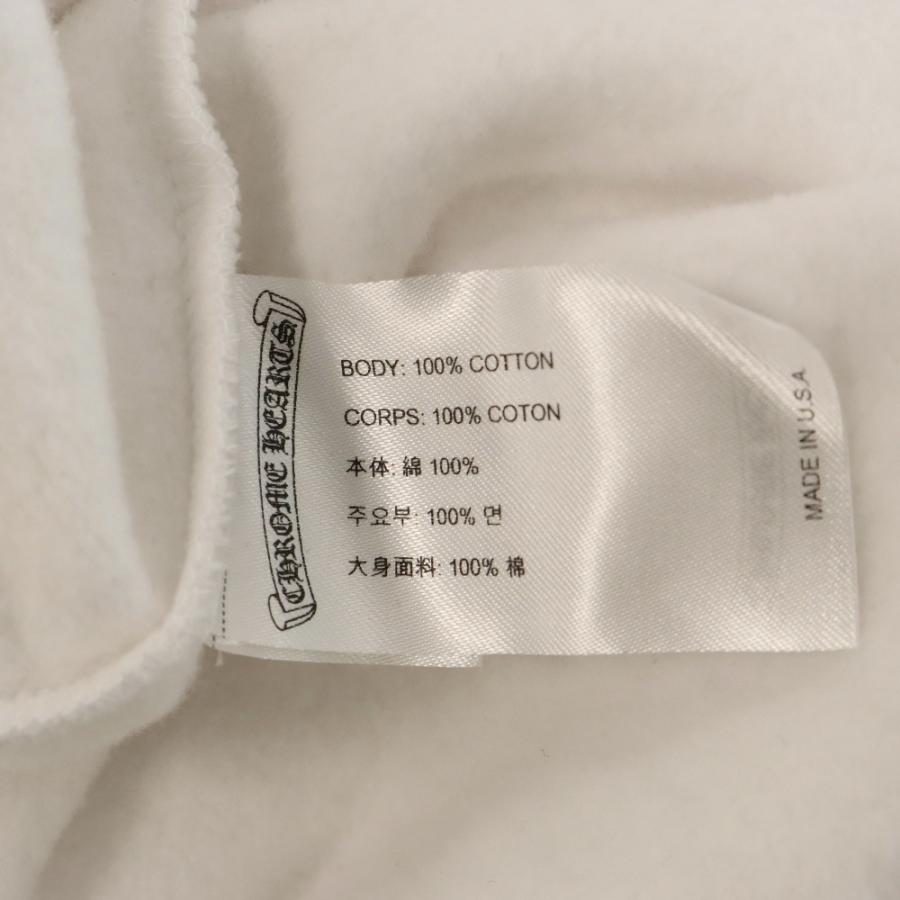 CHROME HEARTS
BODY: 100% COTTON
CORPS: 100% COTON
本体: 綿 100%
주요부: 100% 면
大身面料: 100% 棉
MADE IN U.S.A